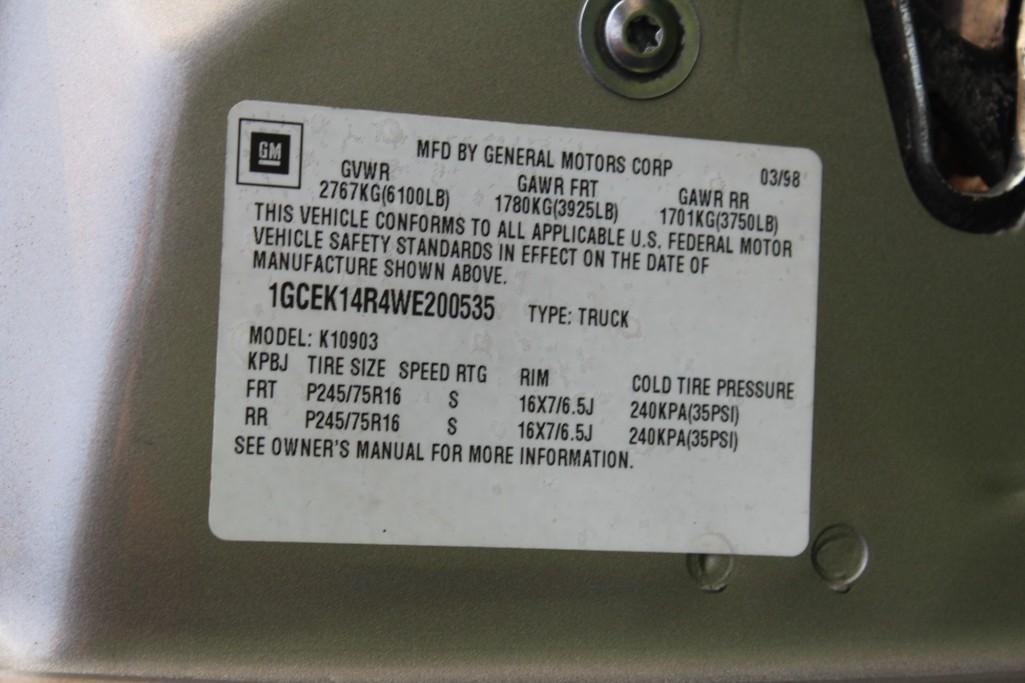 GM
MFD BY GENERAL MOTORS CORP 03/98
GVWR GAWR FRT GAWR RR
2767KG(6100LB) 1780KG(3925LB) 1701KG(3750LB)
THIS VEHICLE CONFORMS TO ALL APPLICABLE U.S. FEDERAL MOTOR
VEHICLE SAFETY STANDARDS IN EFFECT ON THE DATE OF
MANUFACTURE SHOWN ABOVE.
1GCEK14R4WE200535 TYPE: TRUCK
MODEL: K10903
KPBJ TIRE SIZE SPEED RTG RIM COLD TIRE PRESSURE
FRT P245/75R16 S 16X7/6.5J 240KPA(35PSI)
RR P245/75R16 S 16X7/6.5J 240KPA(35PSI)
SEE OWNER'S MANUAL FOR MORE INFORMATION.